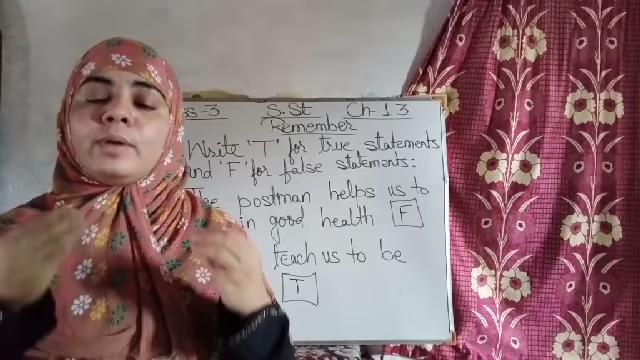 ss-3 S.St Ch-13
Remember
Write 'T' for true statements
and 'F' for false statements:
The postman helps us to
in good health. F
teach us to be
T